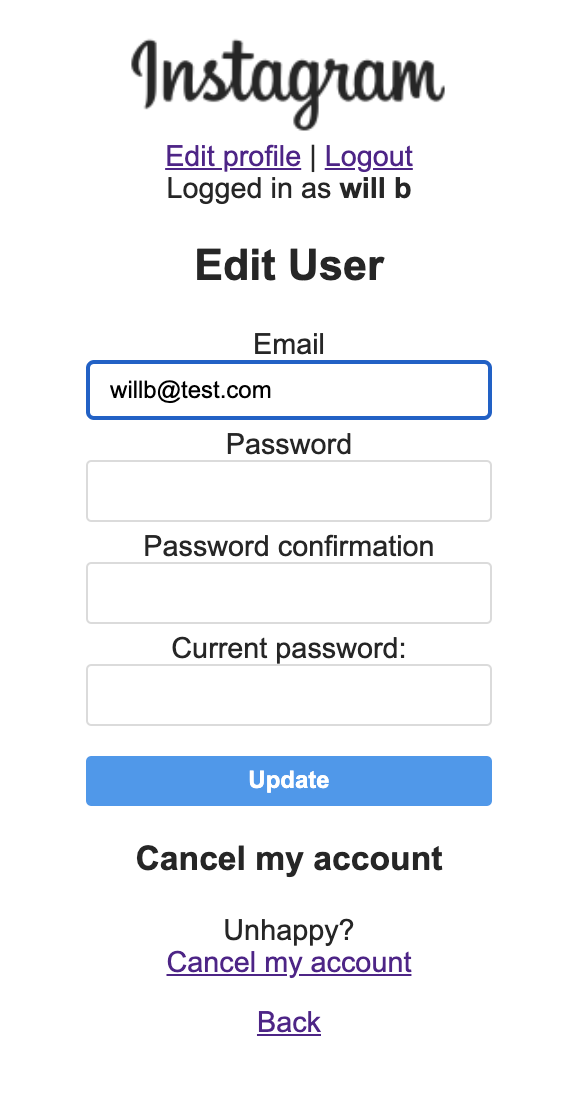 Instagram
Edit profile | Logout
Logged in as will b
Edit User
Email
willb@test.com
Password
Password confirmation
Current password:
Update
Cancel my account
Unhappy?
Cancel my account
Back